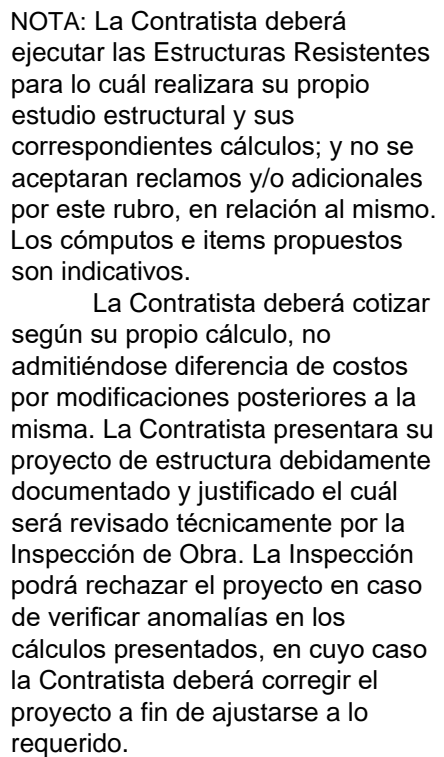 NOTA: La Contratista deberá
ejecutar las Estructuras Resistentes
para lo cuál realizara su propio
estudio estructural y sus
correspondientes cálculos; y no se
aceptaran reclamos y/o adicionales
por este rubro, en relación al mismo.
Los cómputos e items propuestos
son indicativos.
La Contratista deberá cotizar
según su propio cálculo, no
admitiéndose diferencia de costos
por modificaciones posteriores a la
misma. La Contratista presentara su
proyecto de estructura debidamente
documentado y justificado el cuál
será revisado técnicamente por la
Inspección de Obra. La Inspección
podrá rechazar el proyecto en caso
de verificar anomalías en los
cálculos presentados, en cuyo caso
la Contratista deberá corregir el
proyecto a fin de ajustarse a lo
requerido.